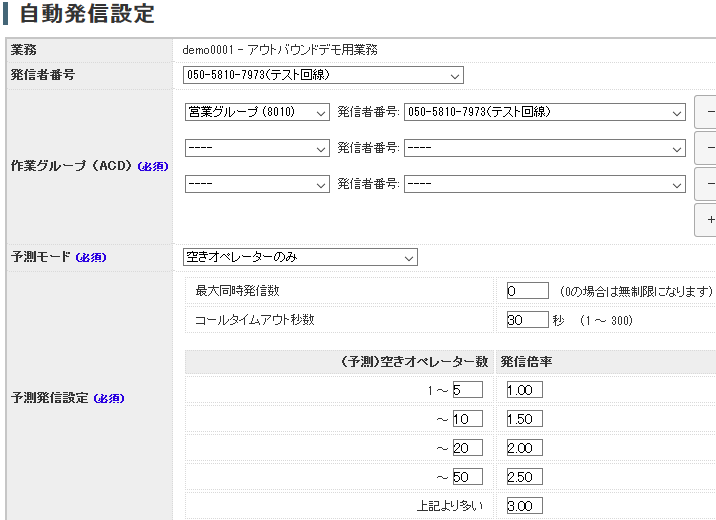 自動発信設定
業務 demo0001 - アウトバウンドデモ用業務
発信者番号 050-5810-7973(テスト回線)
営業グループ (8010) 発信者番号: 050-5810-7973(テスト回線) -
---- 発信者番号: ---- -
作業グループ (ACD) (必須)
---- 発信者番号: ---- -
+
予測モード (必須) 空きオペレーターのみ
最大同時発信数 0 (0の場合は無制限になります)
コールタイムアウト秒数 30 秒 (1 ~ 300)
(予測)空きオペレーター数 発信倍率
1 ~ 5 1.00
予測発信設定 (必須)
~ 10 1.50
~ 20 2.00
~ 50 2.50
上記より多い 3.00